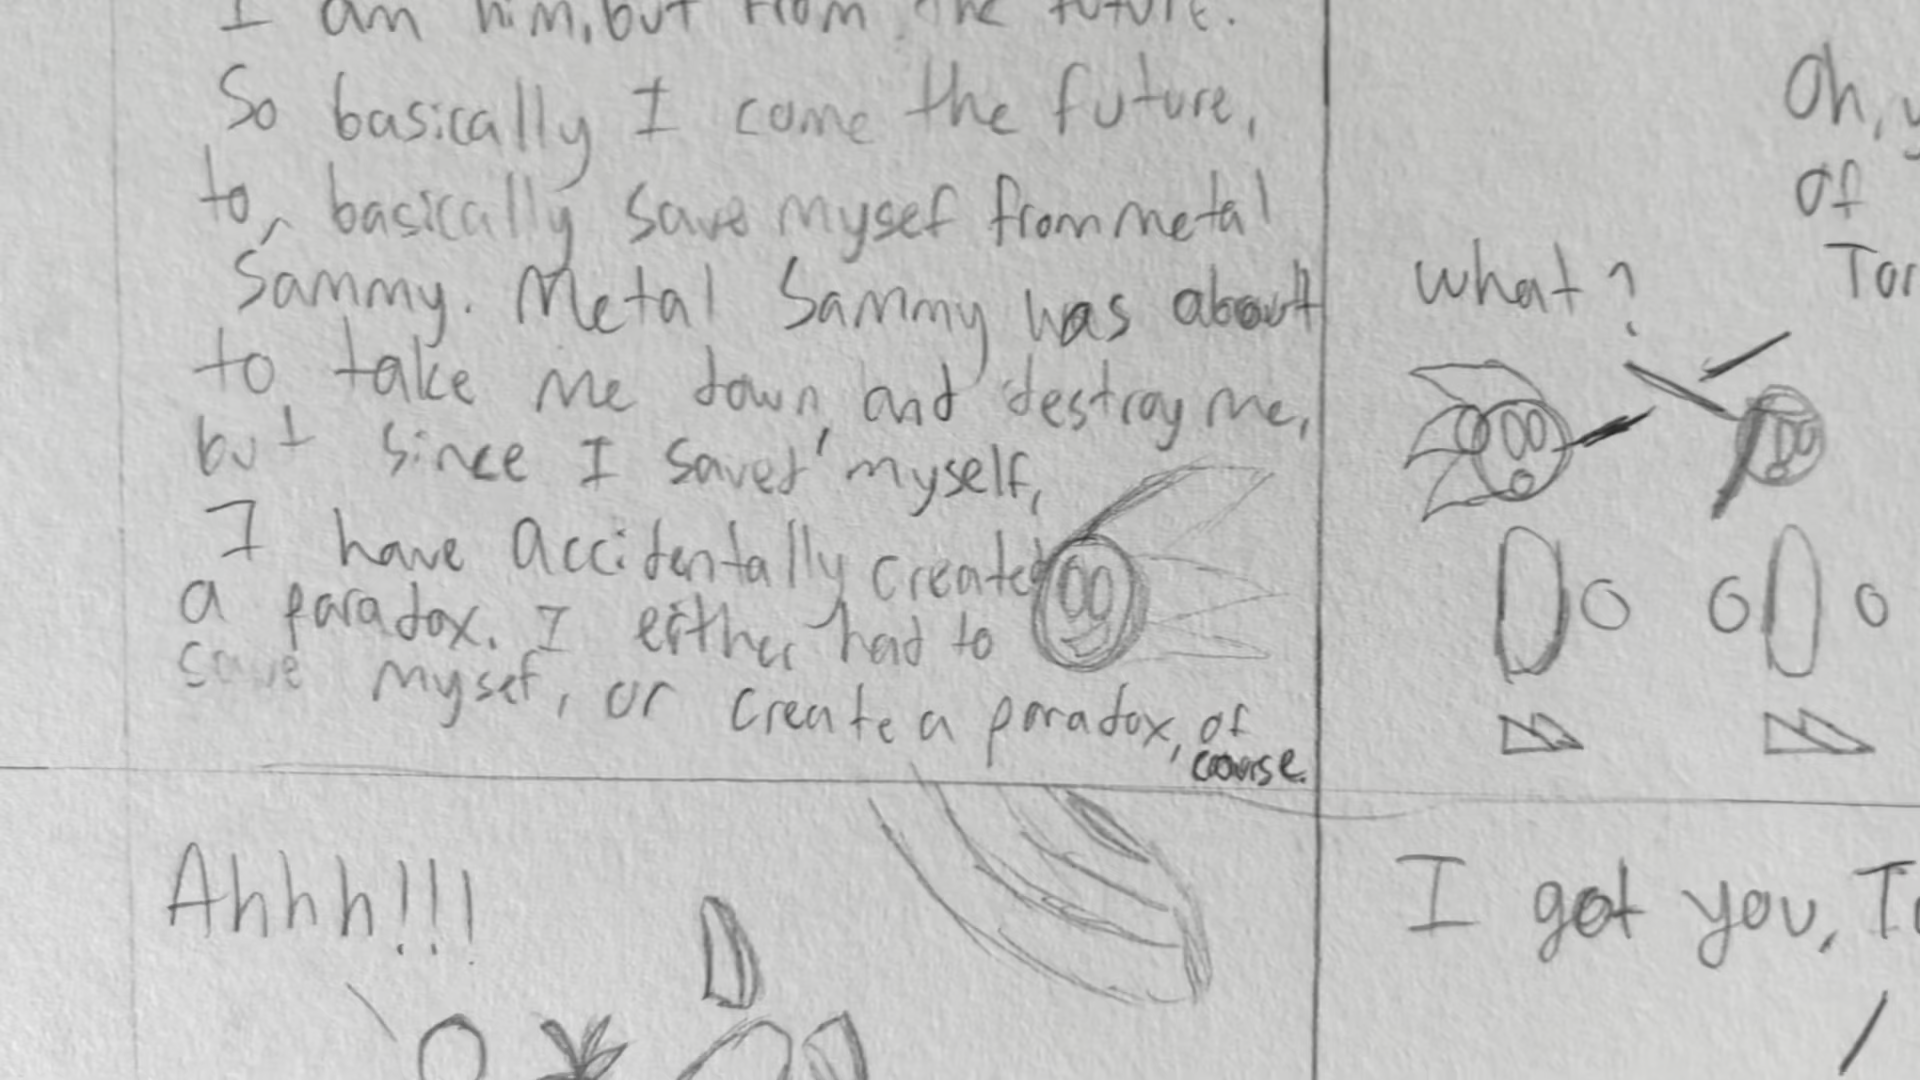 I am him, but from the future.
So basically I come the future,
to, basically save mysef from metal
Sammy. Metal Sammy was about
to take me down, and destroy me,
but since I saved myself,
I have accidentally created
a paradox. I either had to
save mysef, or create a paradox, of
course.
what?
Oh, y
of
Tor
Ahhh!!!
I got you, To